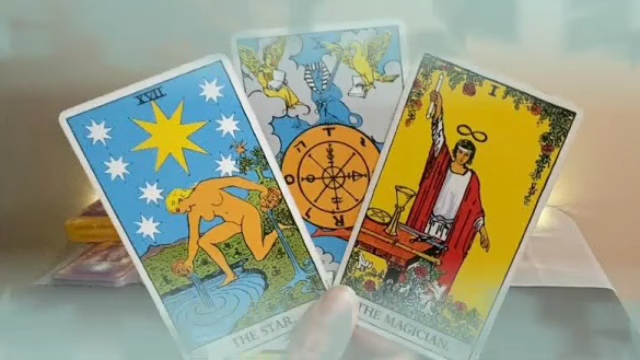 XVII
THE STAR.
X
T
A
R
O
I
THE MAGICIAN.